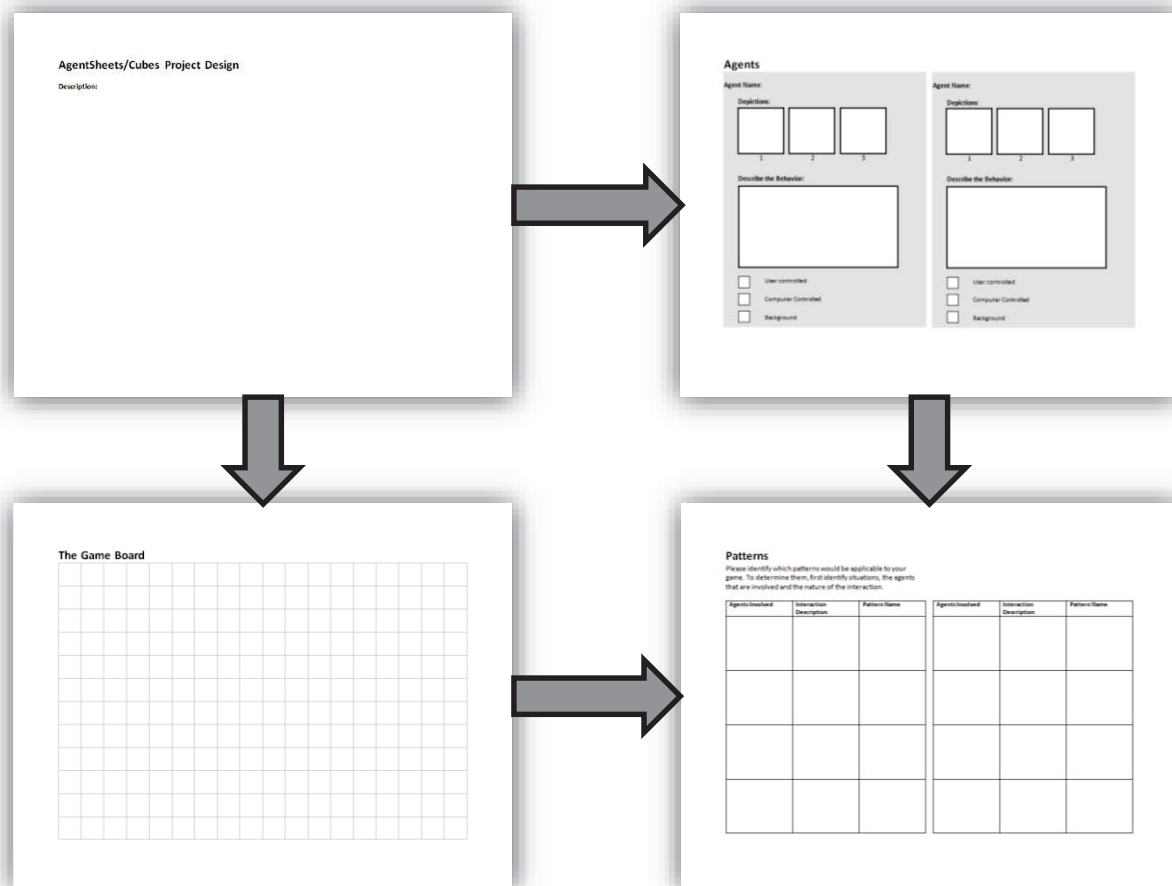 AgentSheets/Cubes Project Design
Description:
Agents
Agent Name:
Depictions:
1 2 3
Describe the Behavior:
User controlled
Computer Controlled
Background
Agent Name:
Depictions:
1 2 3
Describe the Behavior:
User controlled
Computer Controlled
Background
The Game Board
Patterns
Please identify which patterns would be applicable to your
game. To determine them, first identify situations, the agents
that are involved and the nature of the interaction.
Agents Involved Interaction Description Pattern Name Agents Involved Interaction Description Pattern Name